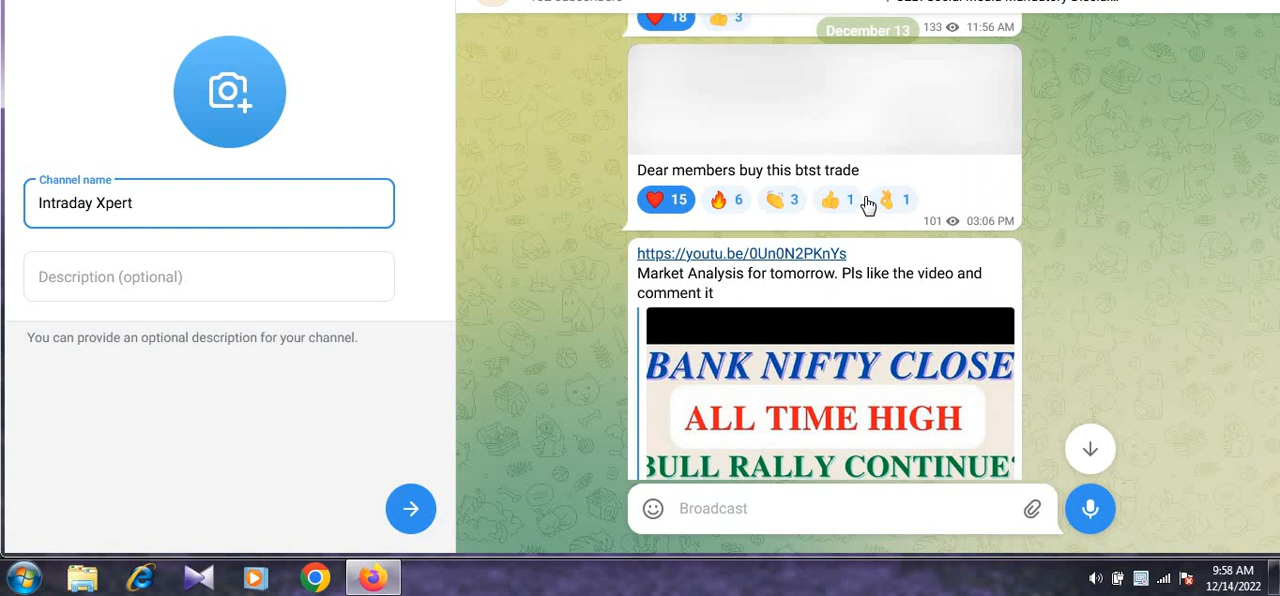 Channel name
Intraday Xpert
Description (optional)
You can provide an optional description for your channel.
18 3
December 13
133 11:56 AM
Dear members buy this btst trade
15 6 3 1 1
101 03:06 PM
https://youtu.be/0Un0N2PKnYs
Market Analysis for tomorrow. Pls like the video and
comment it
BANK NIFTY CLOSE
ALL TIME HIGH
BULL RALLY CONTINUE
Broadcast
9:58 AM
12/14/2022